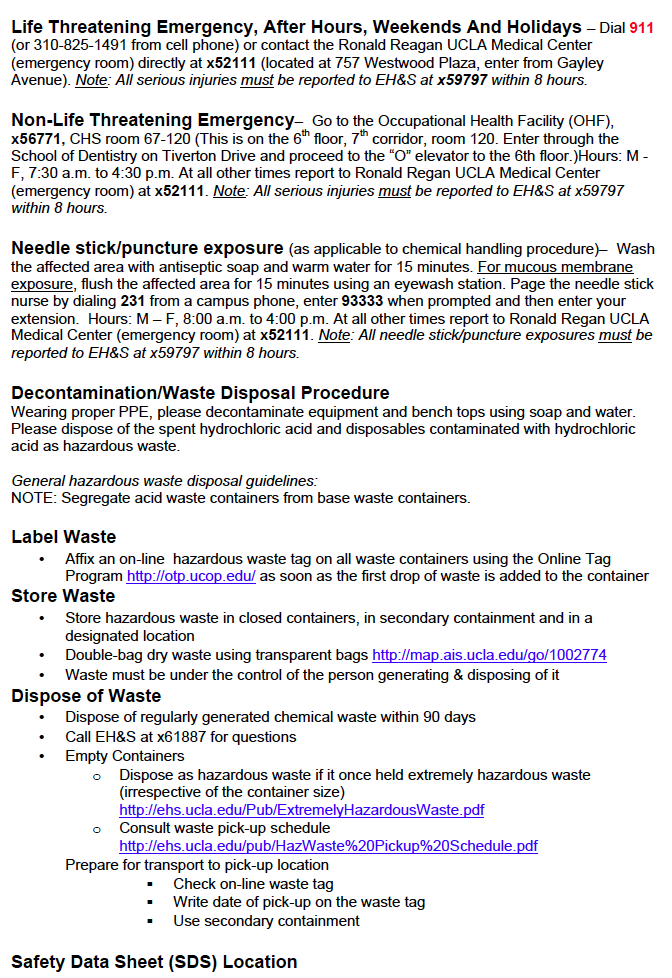 Life Threatening Emergency, After Hours, Weekends And Holidays – Dial 911
(or 310-825-1491 from cell phone) or contact the Ronald Reagan UCLA Medical Center
(emergency room) directly at x52111 (located at 757 Westwood Plaza, enter from Gayley
Avenue). Note: All serious injuries must be reported to EH&S at x59797 within 8 hours.
Non-Life Threatening Emergency– Go to the Occupational Health Facility (OHF),
x56771, CHS room 67-120 (This is on the 6th floor, 7th corridor, room 120. Enter through the
School of Dentistry on Tiverton Drive and proceed to the “O” elevator to the 6th floor.)Hours: M -
F, 7:30 a.m. to 4:30 p.m. At all other times report to Ronald Regan UCLA Medical Center
(emergency room) at x52111. Note: All serious injuries must be reported to EH&S at x59797
within 8 hours.
Needle stick/puncture exposure (as applicable to chemical handling procedure)– Wash
the affected area with antiseptic soap and warm water for 15 minutes. For mucous membrane
exposure, flush the affected area for 15 minutes using an eyewash station. Page the needle stick
nurse by dialing 231 from a campus phone, enter 93333 when prompted and then enter your
extension. Hours: M – F, 8:00 a.m. to 4:00 p.m. At all other times report to Ronald Regan UCLA
Medical Center (emergency room) at x52111. Note: All needle stick/puncture exposures must be
reported to EH&S at x59797 within 8 hours.
Decontamination/Waste Disposal Procedure
Wearing proper PPE, please decontaminate equipment and bench tops using soap and water.
Please dispose of the spent hydrochloric acid and disposables contaminated with hydrochloric
acid as hazardous waste.
General hazardous waste disposal guidelines:
NOTE: Segregate acid waste containers from base waste containers.
Label Waste
• Affix an on-line hazardous waste tag on all waste containers using the Online Tag
Program http://otp.ucop.edu/ as soon as the first drop of waste is added to the container
Store Waste
• Store hazardous waste in closed containers, in secondary containment and in a
designated location
• Double-bag dry waste using transparent bags http://map.ais.ucla.edu/go/1002774
• Waste must be under the control of the person generating & disposing of it
Dispose of Waste
• Dispose of regularly generated chemical waste within 90 days
• Call EH&S at x61887 for questions
• Empty Containers
o Dispose as hazardous waste if it once held extremely hazardous waste
(irrespective of the container size)
http://ehs.ucla.edu/Pub/ExtremelyHazardousWaste.pdf
o Consult waste pick-up schedule
http://ehs.ucla.edu/pub/HazWaste%20Pickup%20Schedule.pdf
Prepare for transport to pick-up location
▪ Check on-line waste tag
▪ Write date of pick-up on the waste tag
▪ Use secondary containment
Safety Data Sheet (SDS) Location